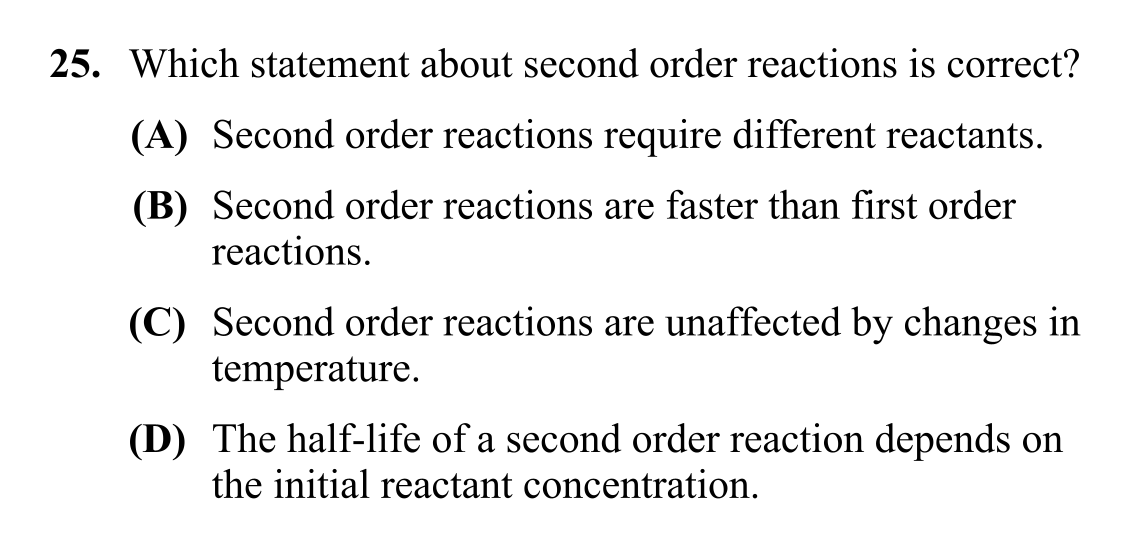 25. Which statement about second order reactions is correct?
(A) Second order reactions require different reactants.
(B) Second order reactions are faster than first order
reactions.
(C) Second order reactions are unaffected by changes in
temperature.
(D) The half-life of a second order reaction depends on
the initial reactant concentration.